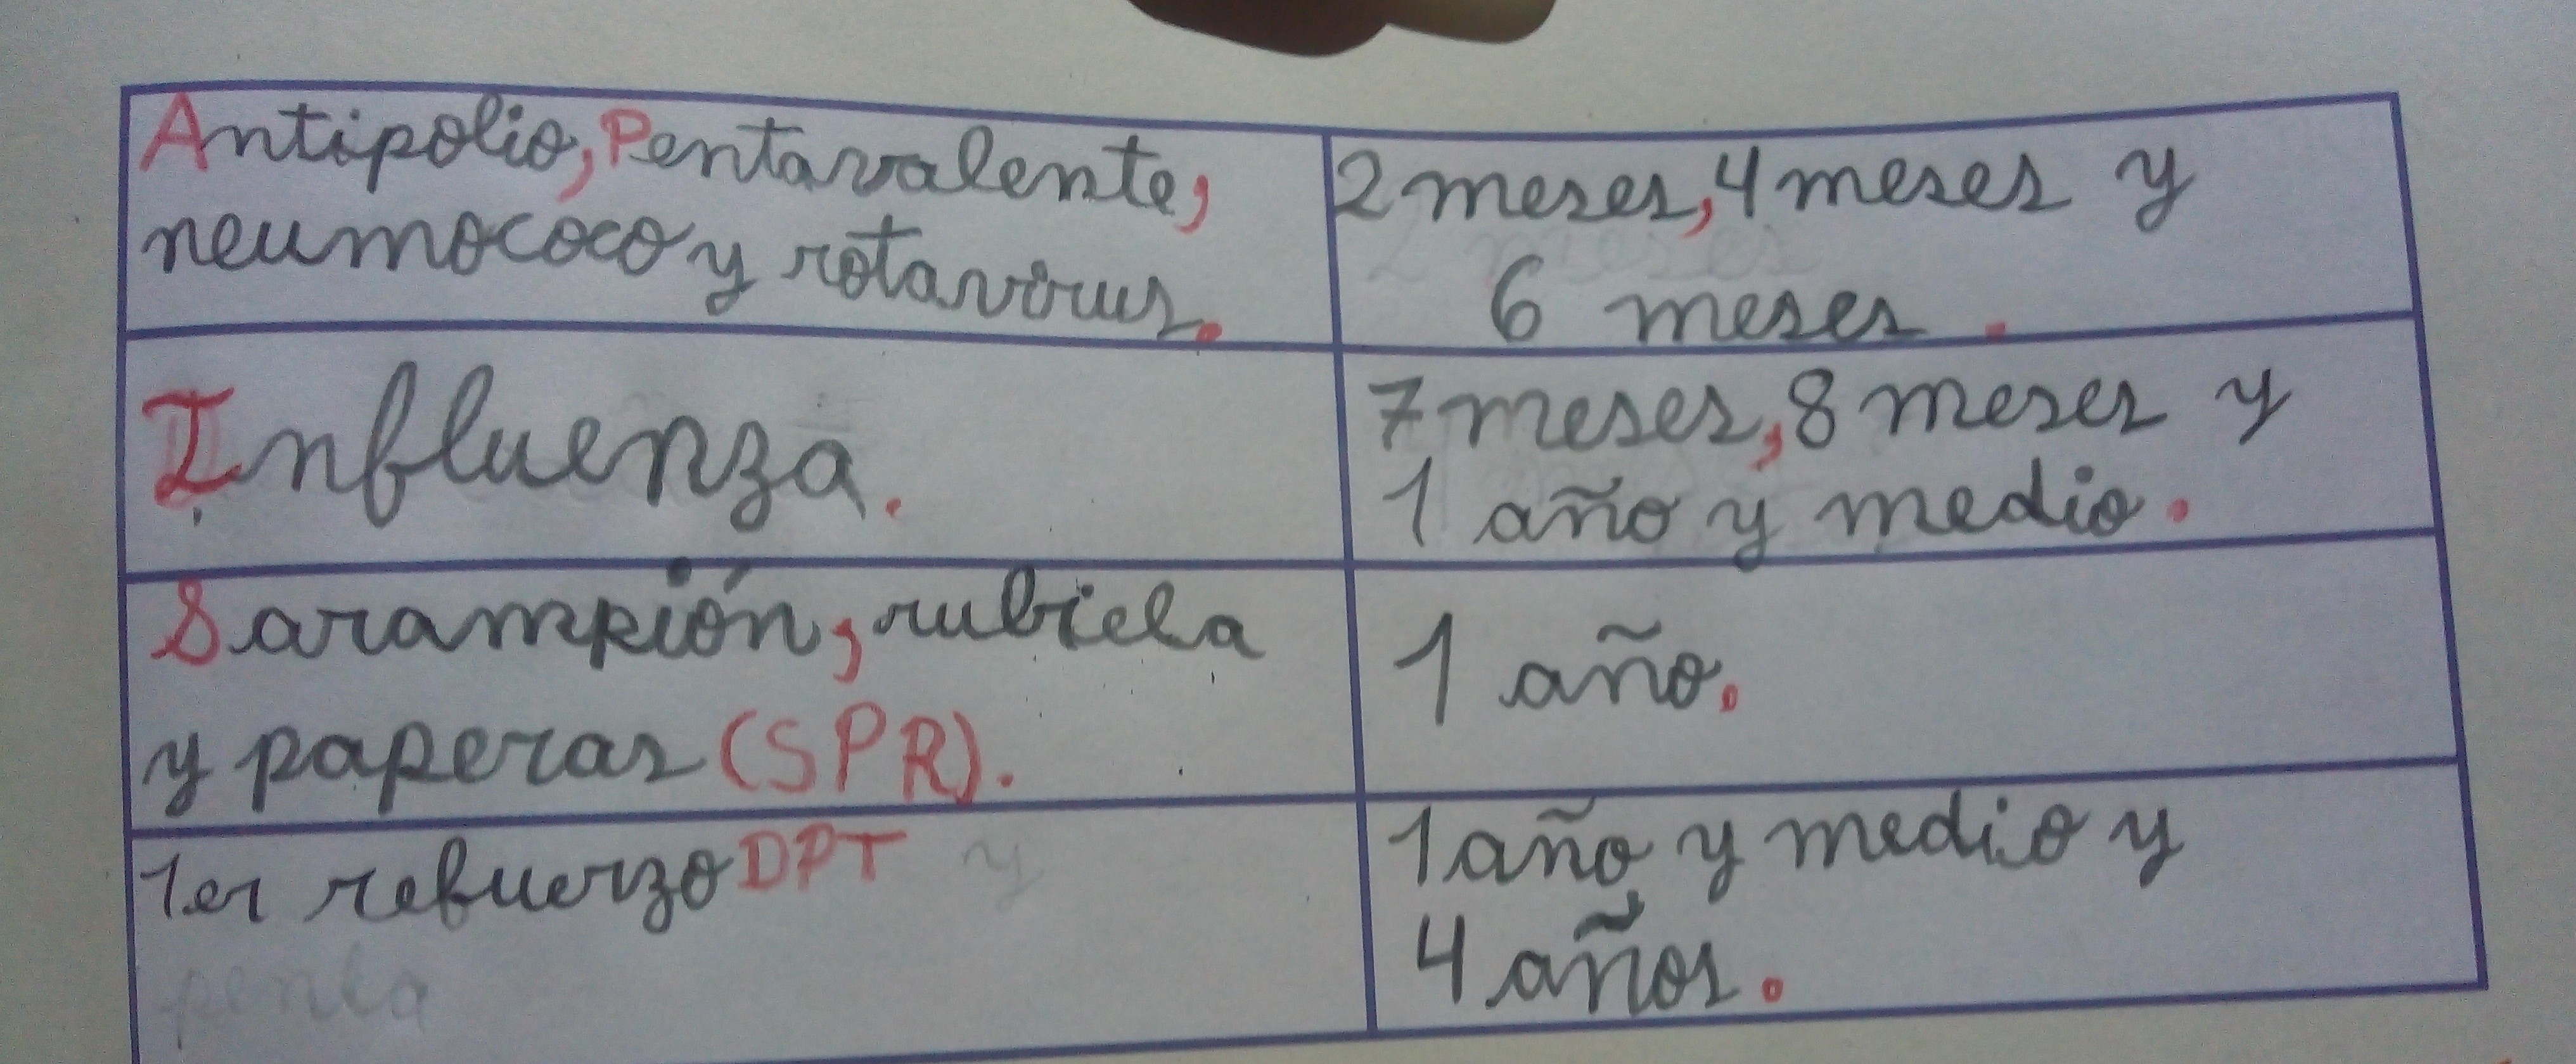 Antipolio, Pentavalente,
neumococo y rotavirus.
2 meses, 4 meses y
6 meses.
Influenza.
7 meses, 8 meses y
1 año y medio.
Sarampión, rubiela
y paperas (SPR).
1 año.
1er refuerzo DPT y
penta
1 año y medio y
4 años.